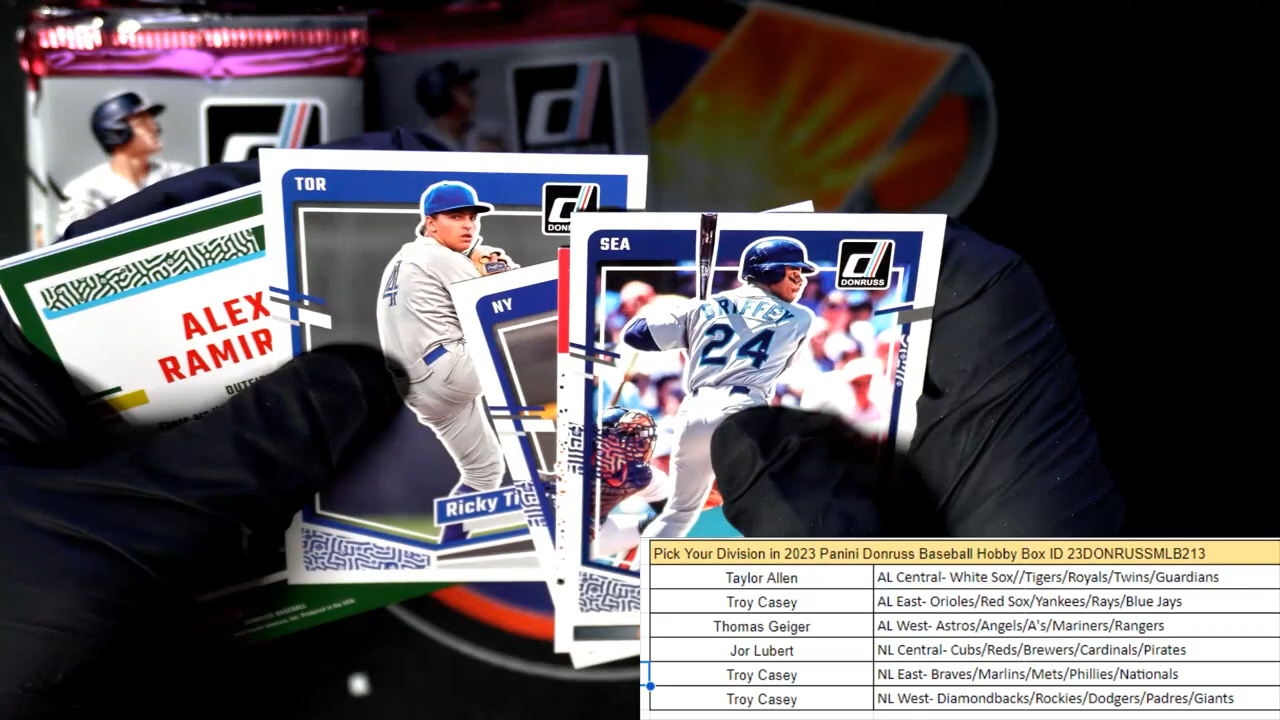 TOR
DONRUSS
SEA
GRIFFEY
24
NY
4
ALEX
RAMIR
Ricky Ti
Pick Your Division in 2023 Panini Donruss Baseball Hobby Box ID 23DONRUSSMLB213
Taylor Allen AL Central- White Sox//Tigers/Royals/Twins/Guardians
Troy Casey AL East- Orioles/Red Sox/Yankees/Rays/Blue Jays
Thomas Geiger AL West- Astros/Angels/A's/Mariners/Rangers
Jor Lubert NL Central- Cubs/Reds/Brewers/Cardinals/Pirates
Troy Casey NL East- Braves/Marlins/Mets/Phillies/Nationals
Troy Casey NL West- Diamondbacks/Rockies/Dodgers/Padres/Giants